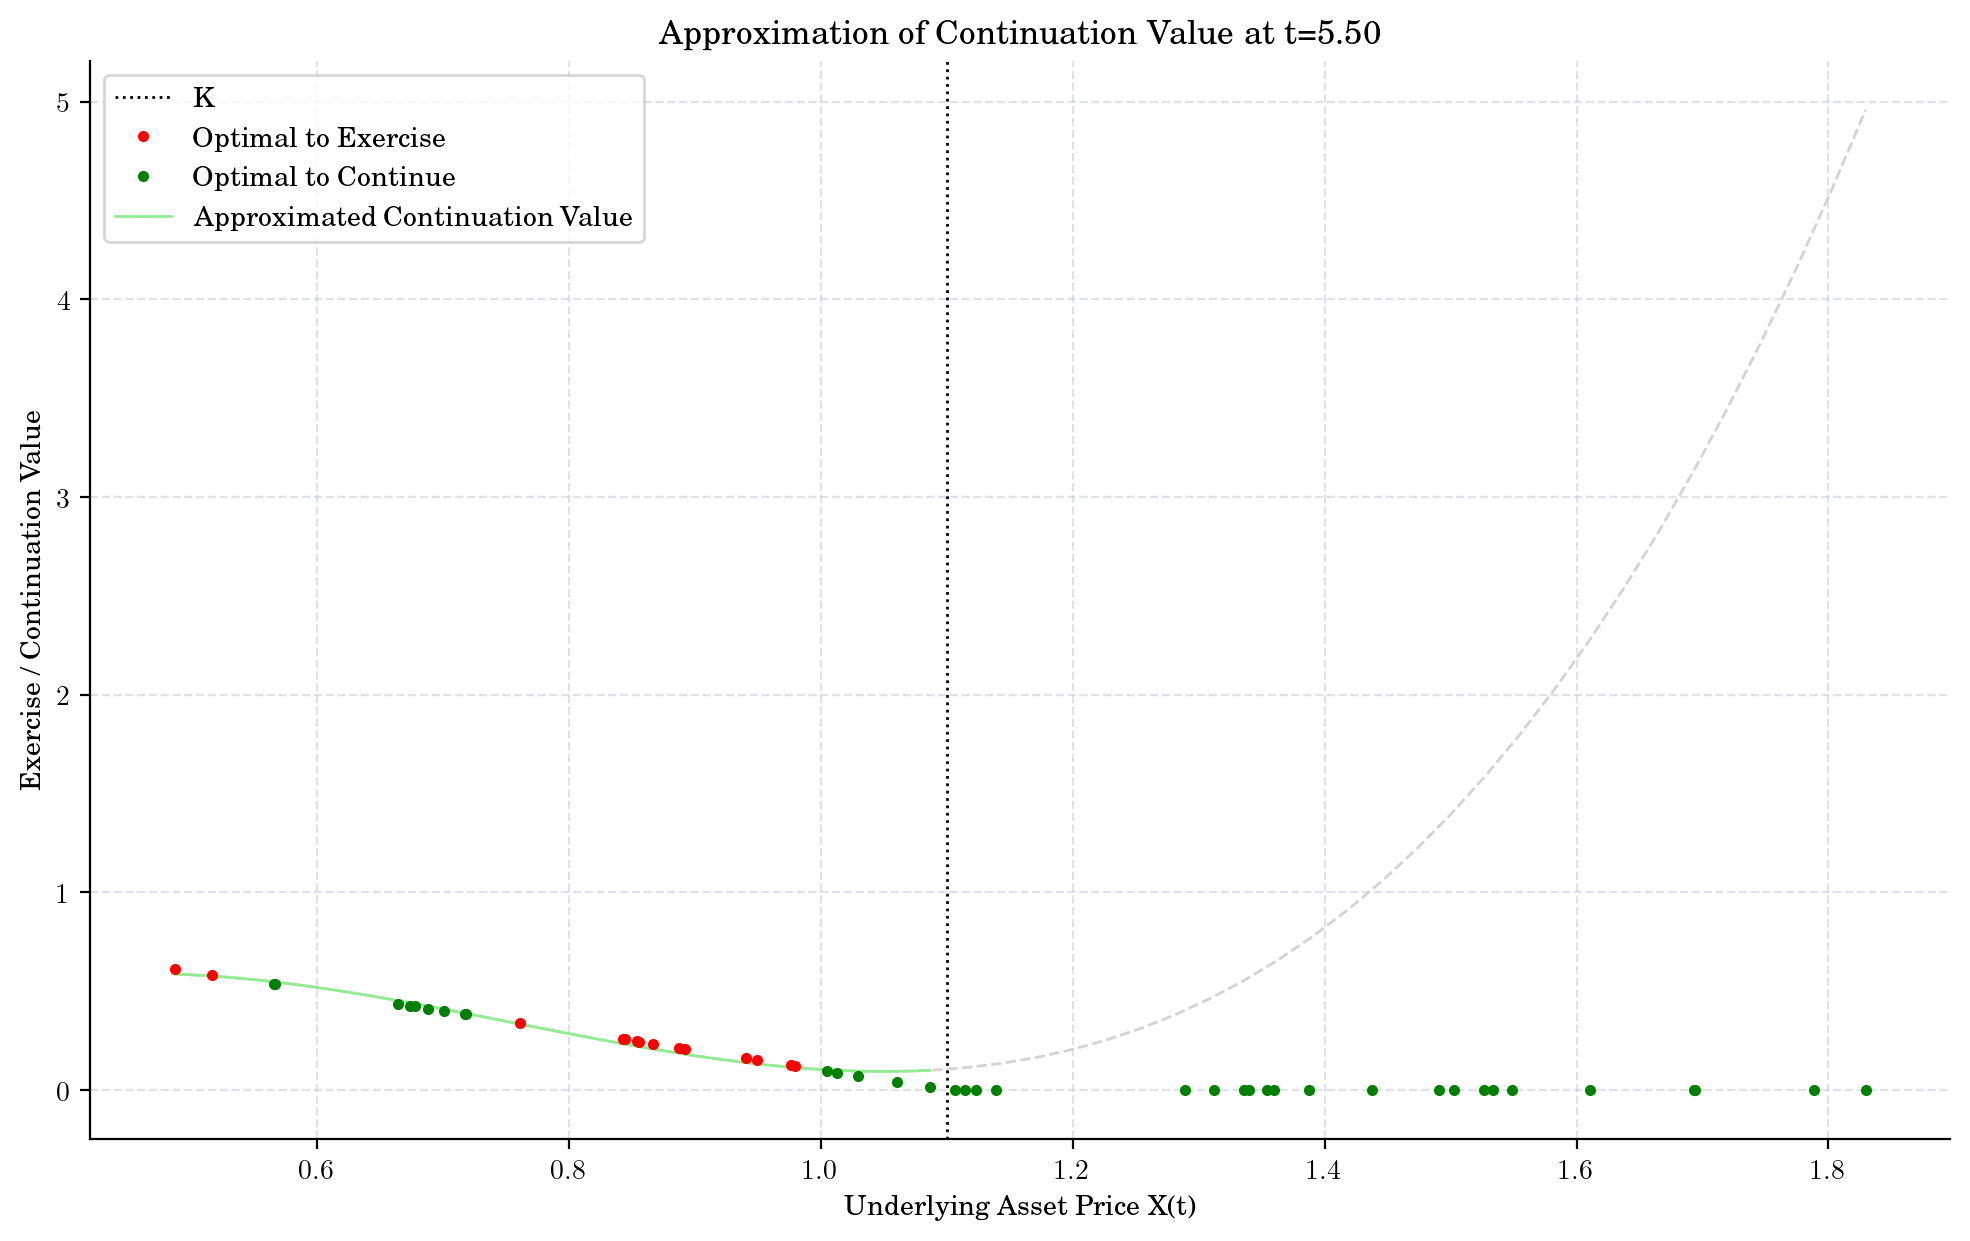 Approximation of Continuation Value at t=5.50
K
Optimal to Exercise
Optimal to Continue
Approximated Continuation Value
Exercise / Continuation Value
5
4
3
2
1
0
0.6
0.8
1.0
1.2
1.4
1.6
1.8
Underlying Asset Price X(t)